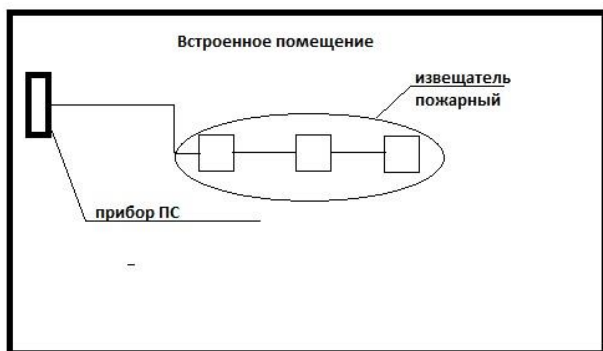 Встроенное помещение
извещатель
пожарный
прибор ПС